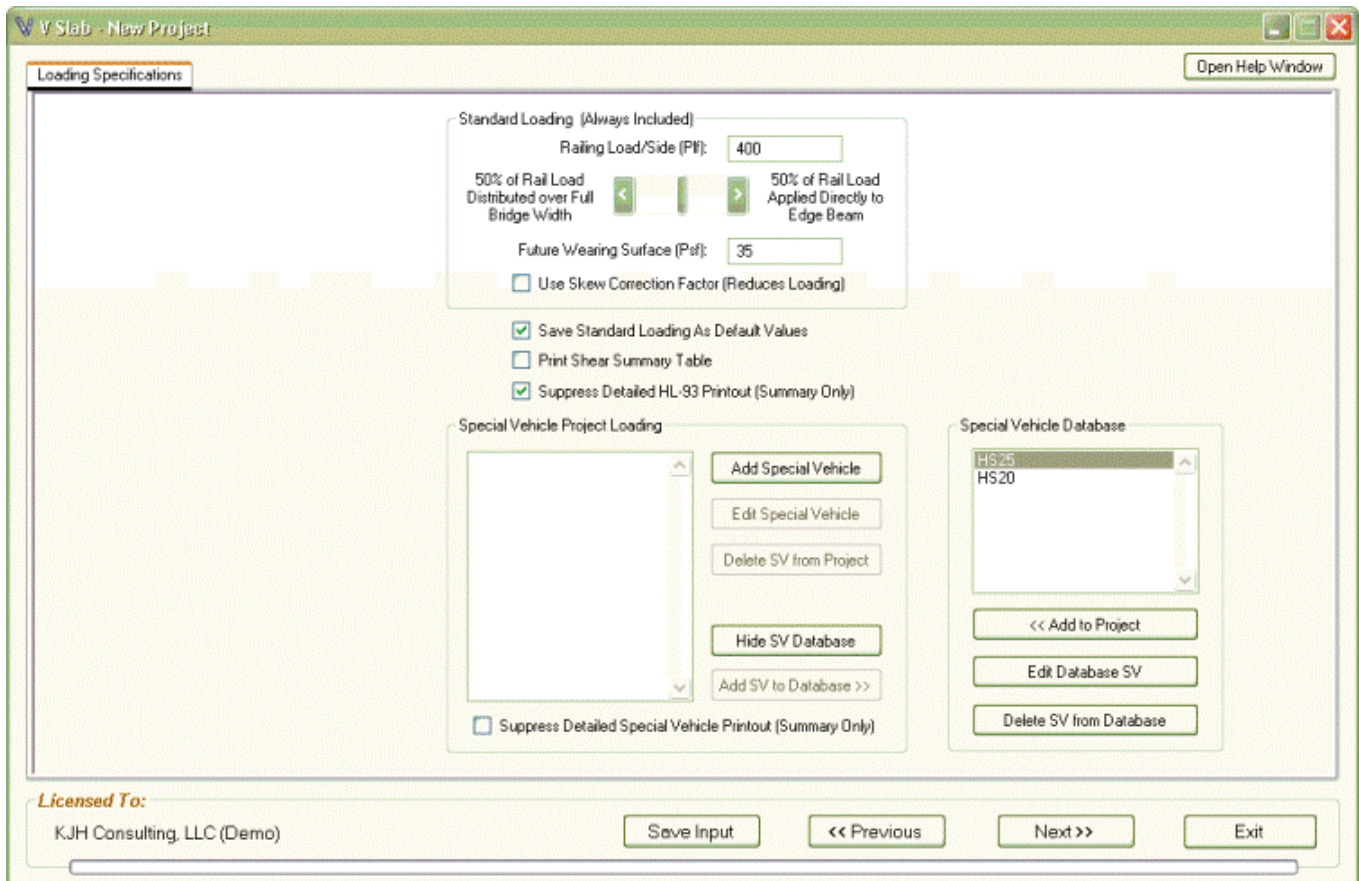 V Slab - New Project
Loading Specifications
Open Help Window
Standard Loading (Always Included)
Railing Load/Side (Plf):
400
50% of Rail Load
Distributed over Full
Bridge Width
<
>
50% of Rail Load
Applied Directly to
Edge Beam
Future Wearing Surface (Psf):
35
Use Skew Correction Factor (Reduces Loading)
Save Standard Loading As Default Values
Print Shear Summary Table
Suppress Detailed HL-93 Printout (Summary Only)
Special Vehicle Project Loading
Add Special Vehicle
Edit Special Vehicle
Delete SV from Project
Hide SV Database
Add SV to Database >>
Suppress Detailed Special Vehicle Printout (Summary Only)
Special Vehicle Database
HS25
HS20
<< Add to Project
Edit Database SV
Delete SV from Database
Licensed To:
KJH Consulting, LLC (Demo)
Save Input
<< Previous
Next >>
Exit